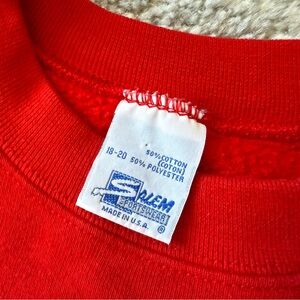 50% COTTON
(COTON)
18-20 50% POLYESTER
SALEM
SPORTSWEAR
MADE IN U.S.A.
®